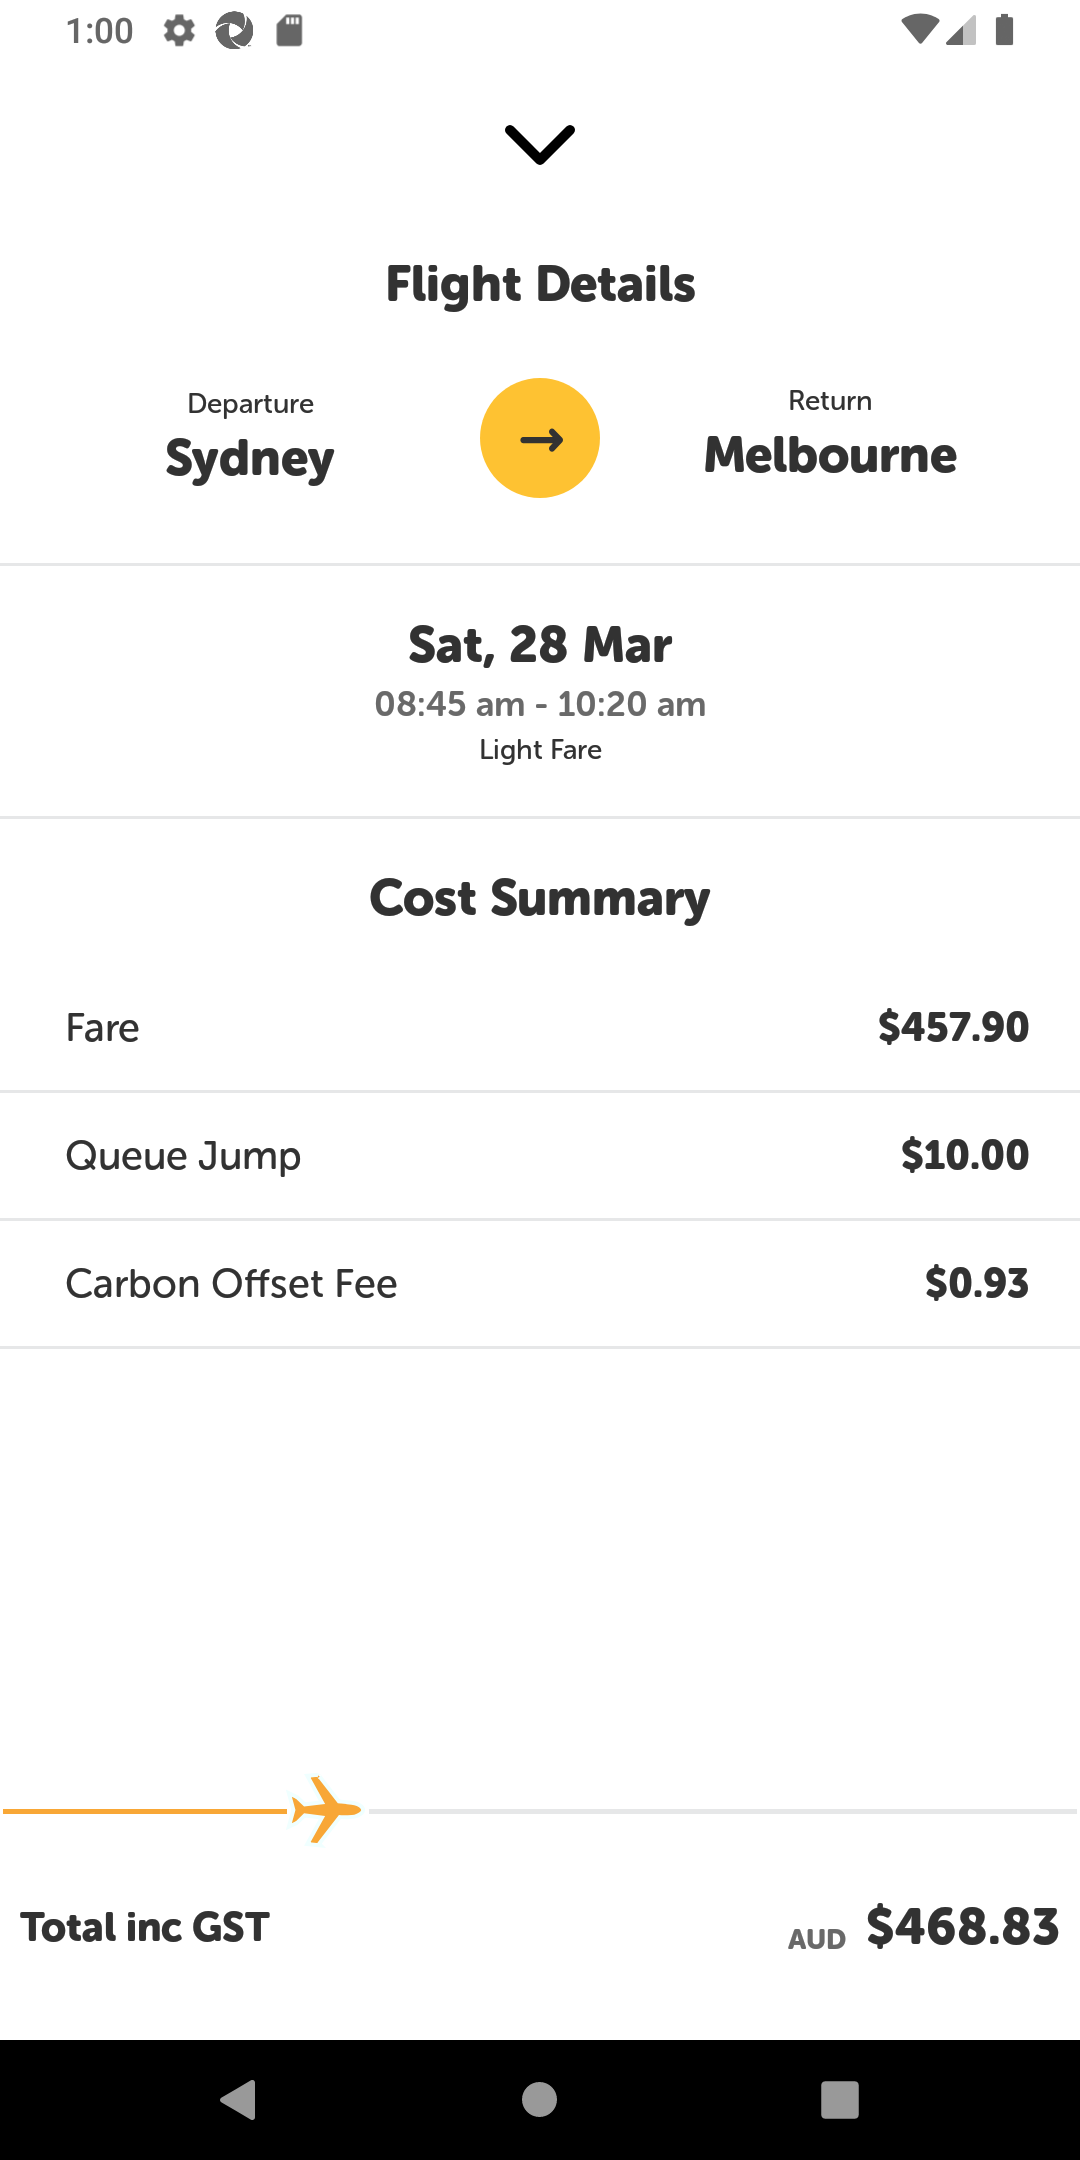 1:00
Flight Details
Departure
Sydney
Return
Melbourne
Sat, 28 Mar
08:45 am - 10:20 am
Light Fare
Cost Summary
Fare $457.90
Queue Jump $10.00
Carbon Offset Fee $0.93
Total inc GST AUD $468.83